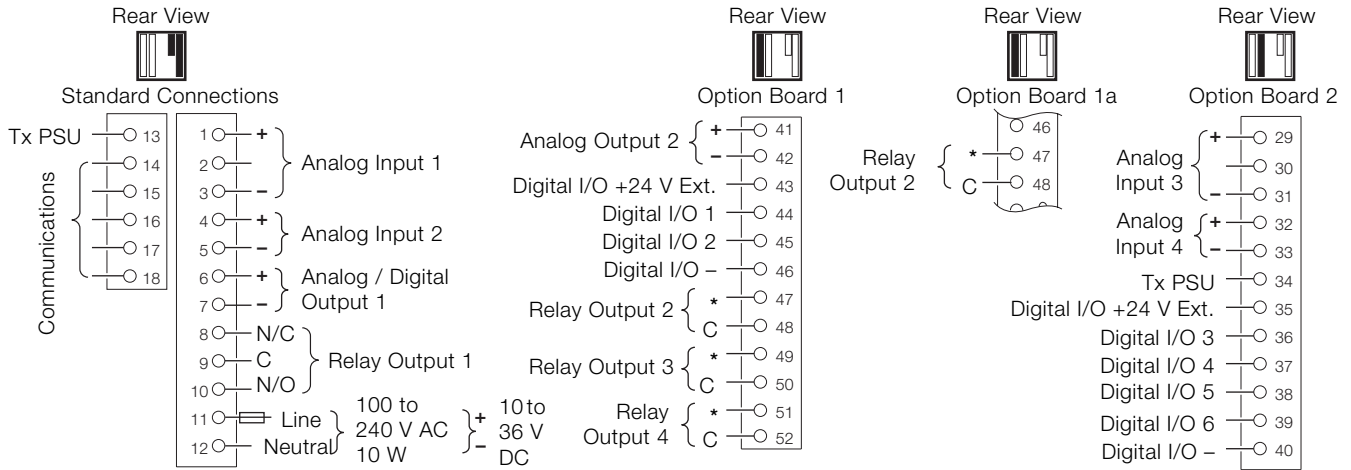 Rear View
Standard Connections
Tx PSU 13
14
15
16
17
18
Communications
1 +
2
3 –
Analog Input 1
4 +
5 –
Analog Input 2
6 +
7 –
Analog / Digital
Output 1
8 N/C
9 C
10 N/O
Relay Output 1
11 Line
12 Neutral
100 to
240 V AC
10 W
+
–
10 to
36 V
DC
Rear View
Option Board 1
Analog Output 2
+ 41
– 42
Digital I/O +24 V Ext. 43
Digital I/O 1 44
Digital I/O 2 45
Digital I/O – 46
Relay Output 2
* 47
C 48
Relay Output 3
* 49
C 50
Relay
Output 4
* 51
C 52
Rear View
Option Board 1a
46
Relay
Output 2
* 47
C 48
Rear View
Option Board 2
Analog
Input 3
+ 29
30
– 31
Analog
Input 4
+ 32
– 33
Tx PSU 34
Digital I/O +24 V Ext. 35
Digital I/O 3 36
Digital I/O 4 37
Digital I/O 5 38
Digital I/O 6 39
Digital I/O – 40